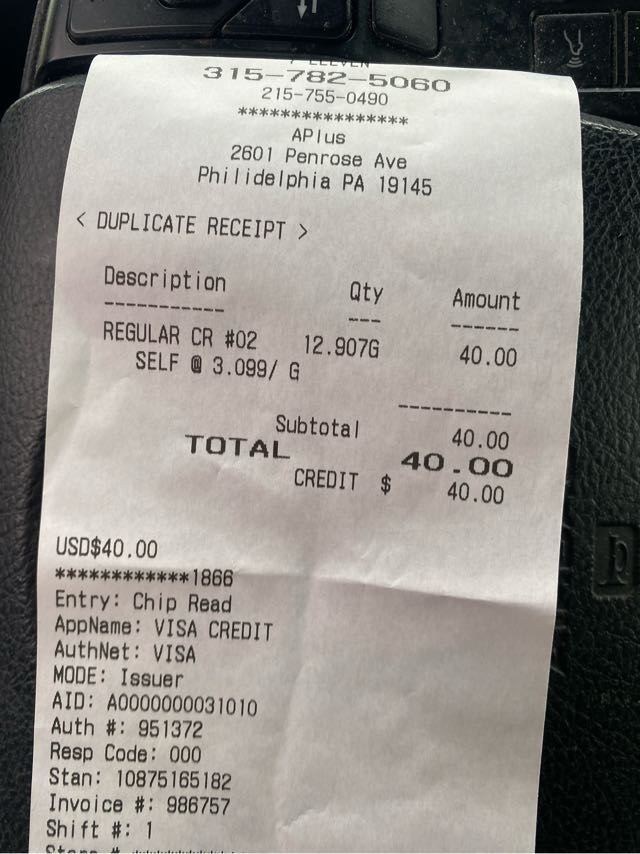 7-ELEVEN
315-782-5060
215-755-0490
****************
APlus
2601 Penrose Ave
Philidelphia PA 19145
< DUPLICATE RECEIPT >
Description Qty Amount
----------- --- ------
REGULAR CR #02 12.907G 40.00
SELF @ 3.099/ G
----------
Subtotal 40.00
TOTAL 40.00
CREDIT $ 40.00
USD$40.00
************1866
Entry: Chip Read
AppName: VISA CREDIT
AuthNet: VISA
MODE: Issuer
AID: A0000000031010
Auth #: 951372
Resp Code: 000
Stan: 10875165182
Invoice #: 986757
Shift #: 1